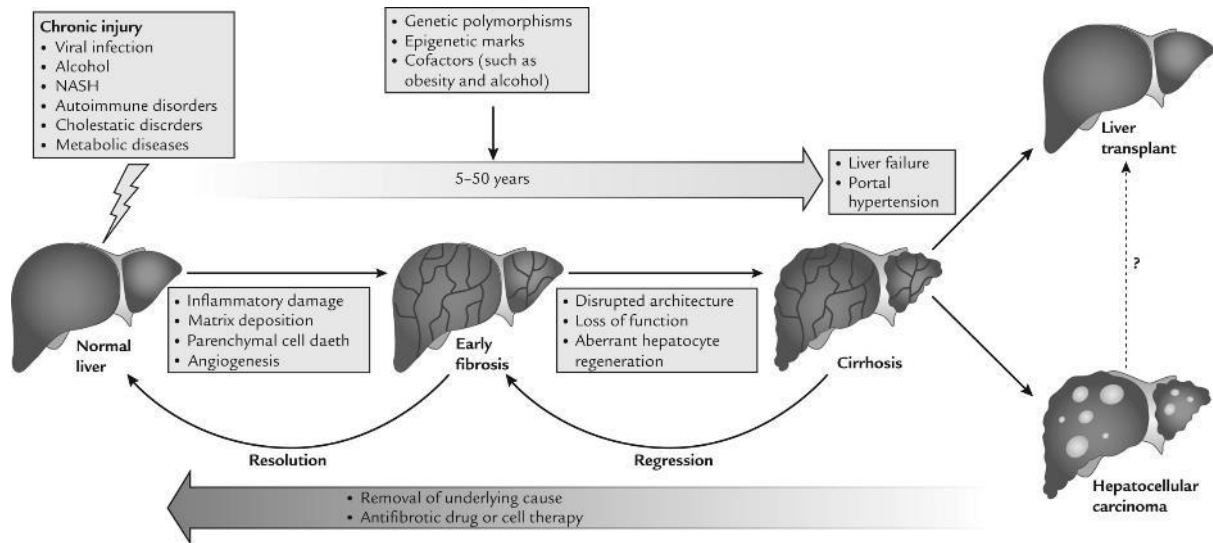 Chronic injury
• Viral infection
• Alcohol
• NASH
• Autoimmune disorders
• Cholestatic discrders
• Metabolic diseases
• Genetic polymorphisms
• Epigenetic marks
• Cofactors (such as
obesity and alcohol)
5–50 years
• Liver failure
• Portal
hypertension
Liver
transplant
?
Normal
liver
• Inflammatory damage
• Matrix deposition
• Parenchymal cell daeth
• Angiogenesis
Early
fibrosis
• Disrupted architecture
• Loss of function
• Aberrant hepatocyte
regeneration
Cirrhosis
Resolution
Regression
• Removal of underlying cause
• Antifibrotic drug or cell therapy
Hepatocellular
carcinoma